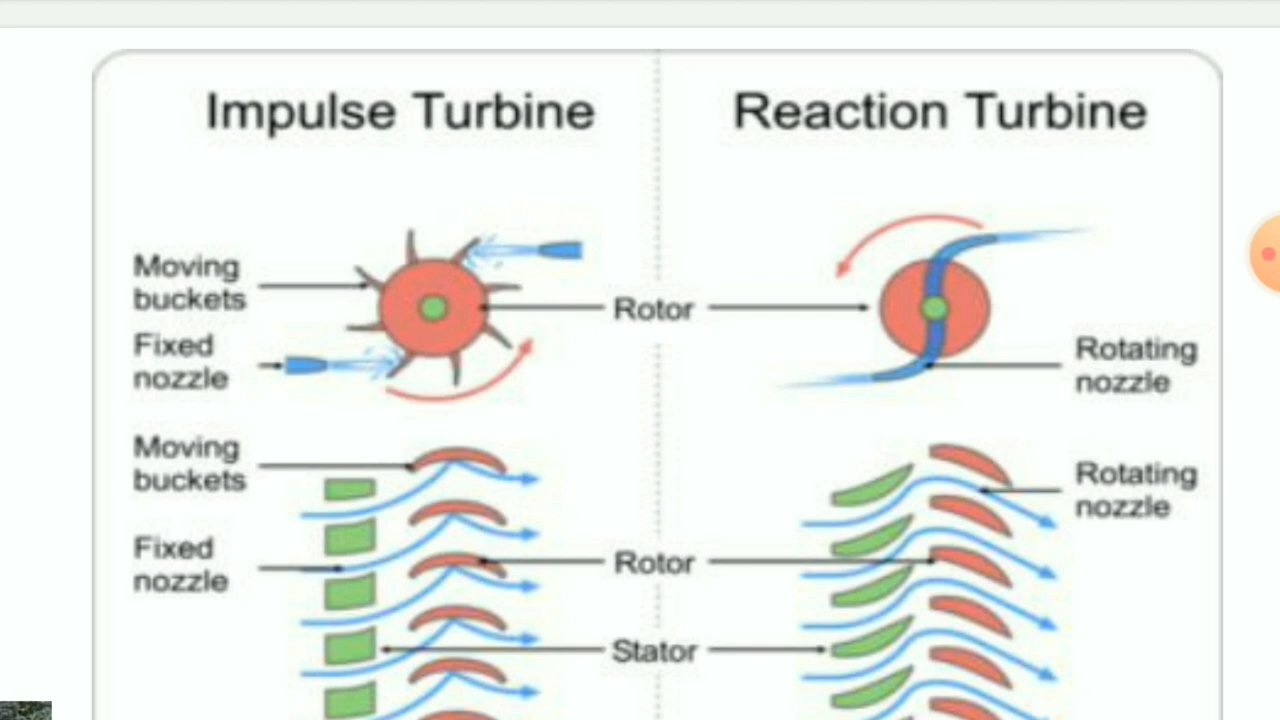 Impulse Turbine
Reaction Turbine
Moving
buckets
Fixed
nozzle
Rotor
Rotating
nozzle
Moving
buckets
Fixed
nozzle
Rotor
Stator
Rotating
nozzle